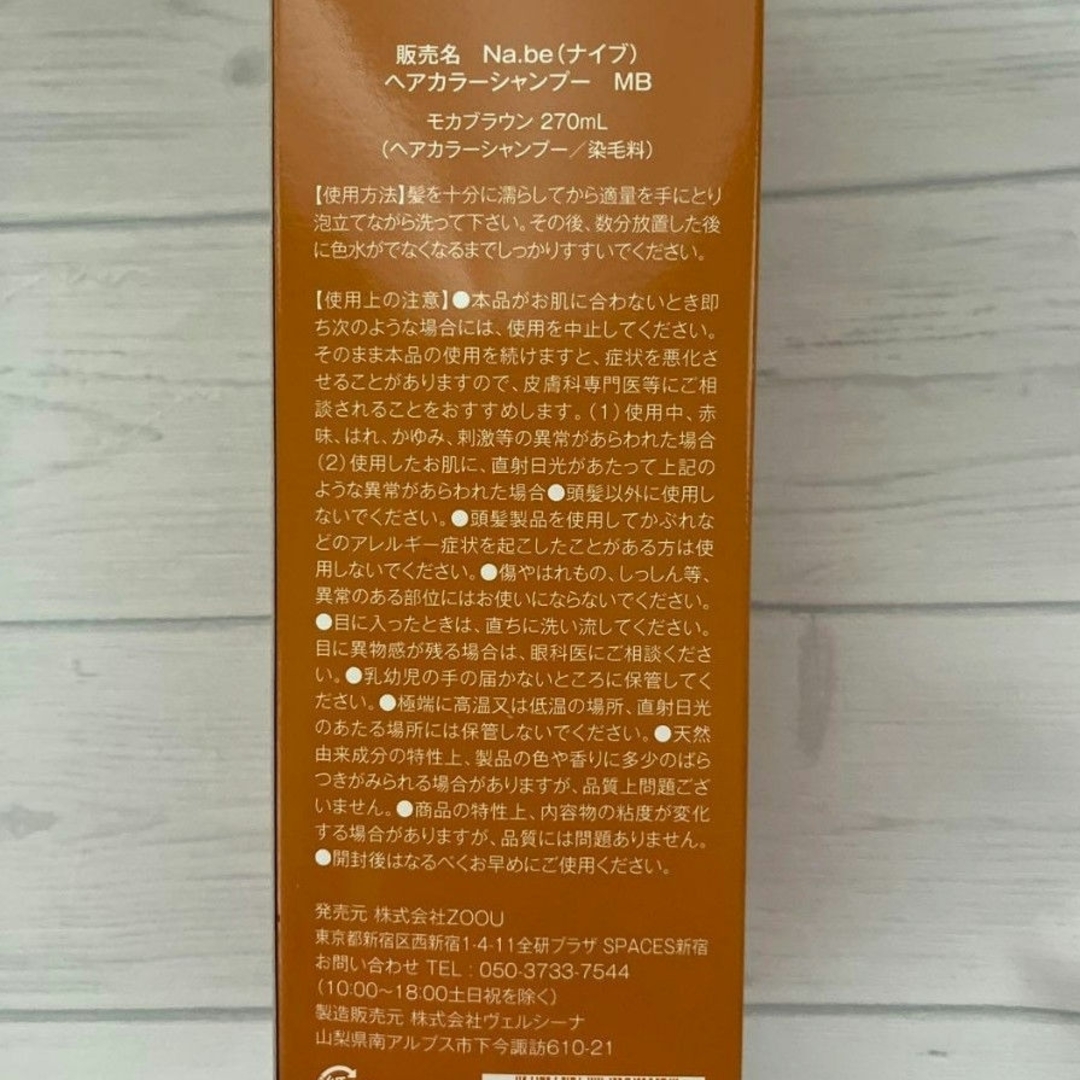 販売名　Na.be（ナイブ）
ヘアカラーシャンプー　MB
モカブラウン 270mL
（ヘアカラーシャンプー／染毛料）
【使用方法】髪を十分に濡らしてから適量を手にとり
泡立てながら洗って下さい。その後、数分放置した後
に色水がでなくなるまでしっかりすすいでください。
【使用上の注意】●本品がお肌に合わないとき即
ち次のような場合には、使用を中止してください。
そのまま本品の使用を続けますと、症状を悪化さ
せることがありますので、皮膚科専門医等にご相
談されることをおすすめします。（1）使用中、赤
味、はれ、かゆみ、刺激等の異常があらわれた場合
（2）使用したお肌に、直射日光があたって上記の
ような異常があらわれた場合●頭髪以外に使用し
ないでください。●頭髪製品を使用してかぶれな
どのアレルギー症状を起こしたことがある方は使
用しないでください。●傷やはれもの、しっしん等、
異常のある部位にはお使いにならないでください。
●目に入ったときは、直ちに洗い流してください。
目に異物感が残る場合は、眼科医にご相談くださ
い。●乳幼児の手の届かないところに保管してく
ださい。●極端に高温又は低温の場所、直射日光
のあたる場所には保管しないでください。●天然
由来成分の特性上、製品の色や香りに多少のばら
つきがみられる場合がありますが、品質上問題ござ
いません。●商品の特性上、内容物の粘度が変化
する場合がありますが、品質には問題ありません。
●開封後はなるべくお早めにご使用ください。
発売元 株式会社ZOOU
東京都新宿区西新宿1-4-11全研プラザ SPACES新宿
お問い合わせ TEL：050-3733-7544
（10:00～18:00土日祝を除く）
製造販売元 株式会社ヴェルシーナ
山梨県南アルプス市下今諏訪610-21